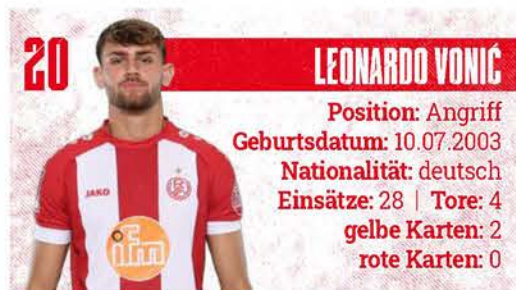 20
LEONARDO VONIĆ
Position: Angriff
Geburtsdatum: 10.07.2003
Nationalität: deutsch
Einsätze: 28 | Tore: 4
gelbe Karten: 2
rote Karten: 0
JAKO
ifm